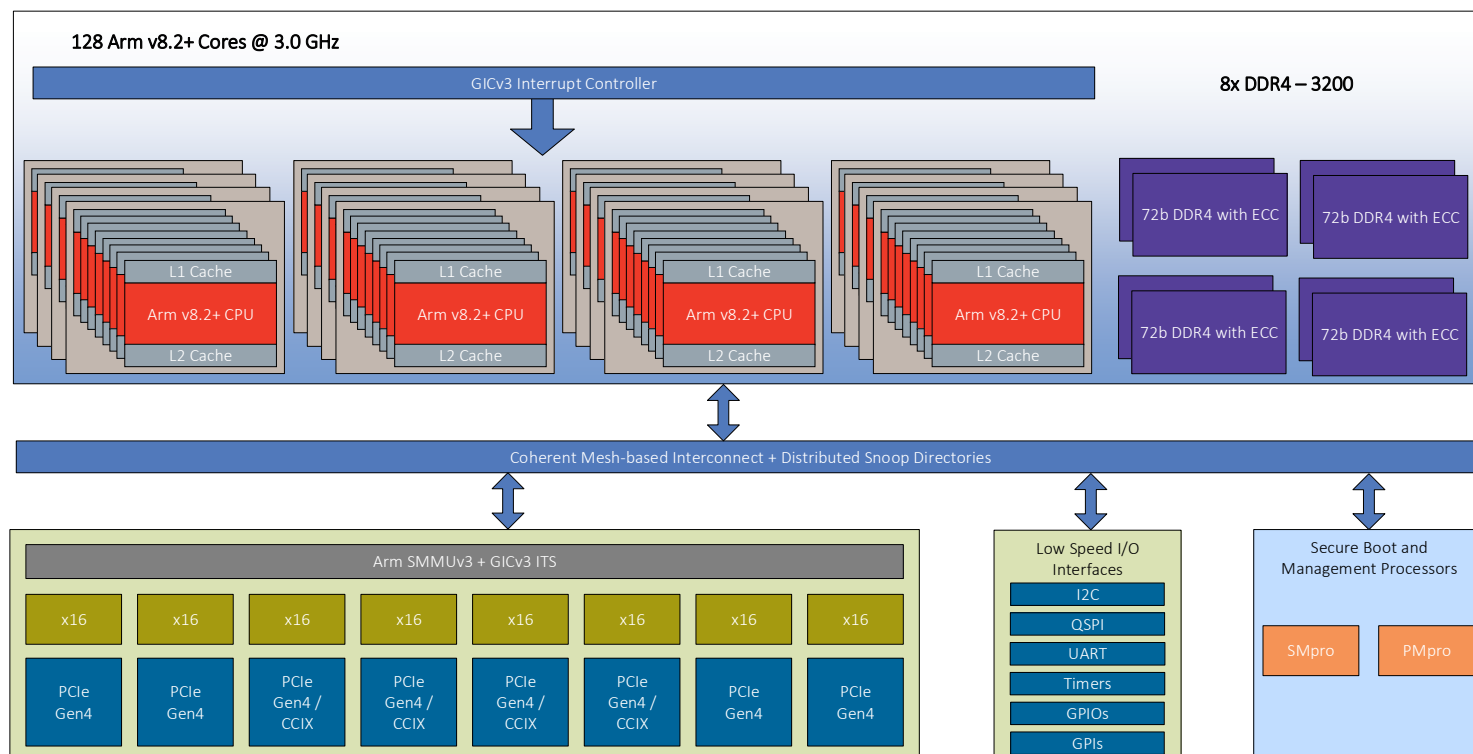 128 Arm v8.2+ Cores @ 3.0 GHz
GICv3 Interrupt Controller
8x DDR4 – 3200
L1 Cache
Arm v8.2+ CPU
L2 Cache
L1 Cache
Arm v8.2+ CPU
L2 Cache
L1 Cache
Arm v8.2+ CPU
L2 Cache
L1 Cache
Arm v8.2+ CPU
L2 Cache
72b DDR4 with ECC
72b DDR4 with ECC
72b DDR4 with ECC
72b DDR4 with ECC
Coherent Mesh-based Interconnect + Distributed Snoop Directories
Arm SMMUv3 + GICv3 ITS
x16
x16
x16
x16
x16
x16
x16
x16
PCIe
Gen4
PCIe
Gen4
PCIe
Gen4 /
CCIX
PCIe
Gen4 /
CCIX
PCIe
Gen4 /
CCIX
PCIe
Gen4 /
CCIX
PCIe
Gen4
PCIe
Gen4
Low Speed I/O
Interfaces
I2C
QSPI
UART
Timers
GPIOs
GPIs
Secure Boot and
Management Processors
SMpro
PMpro